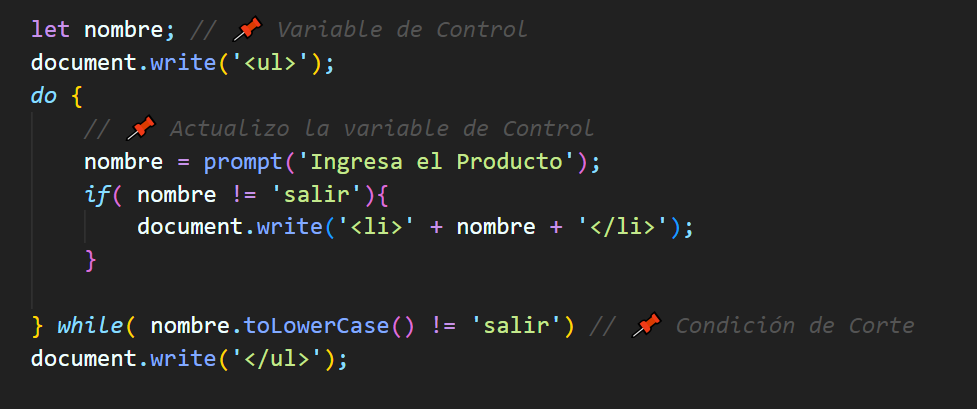 let nombre; // 📌 Variable de Control
document.write('<ul>');
do {
    // 📌 Actualizo la variable de Control
    nombre = prompt('Ingresa el Producto');
    if( nombre != 'salir'){
        document.write('<li>' + nombre + '</li>');
    }
} while( nombre.toLowerCase() != 'salir') // 📌 Condición de Corte
document.write('</ul>');